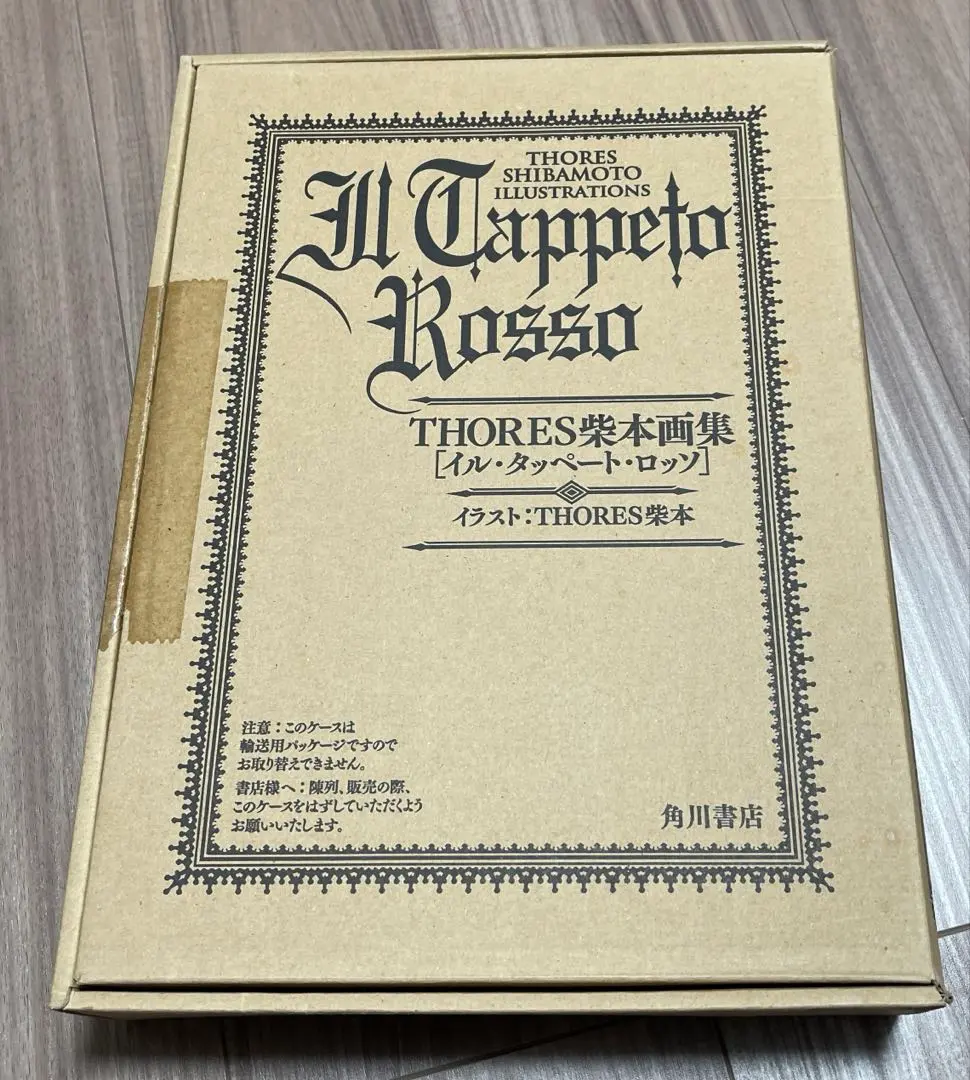 THORES
SHIBAMOTO
ILLUSTRATIONS
Il Tappeto
Rosso
THORES柴本画集
[イル・タッペート・ロッソ]
イラスト:THORES柴本
注意:このケースは
輸送用パッケージですので
お取り替えできません。
書店様へ:陳列、販売の際、
このケースをはずしていただくよう
お願いいたします。
角川書店